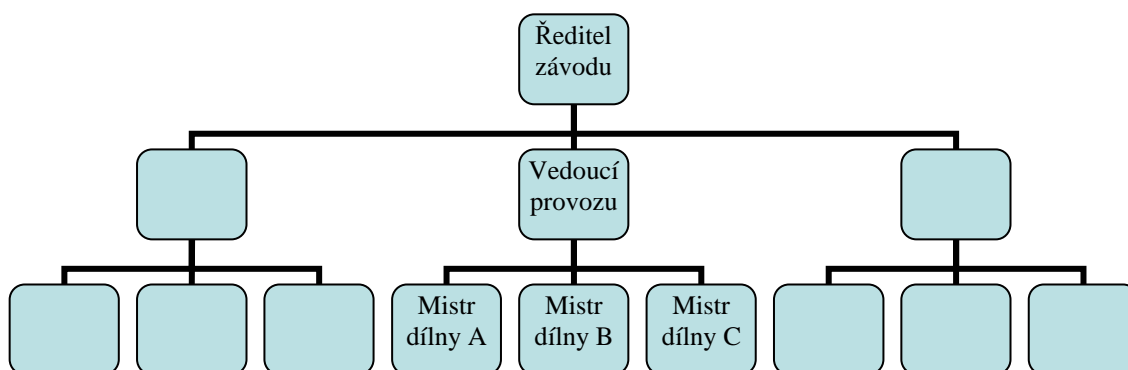 Ředitel
závodu
Vedoucí
provozu
Mistr
dílny A
Mistr
dílny B
Mistr
dílny C